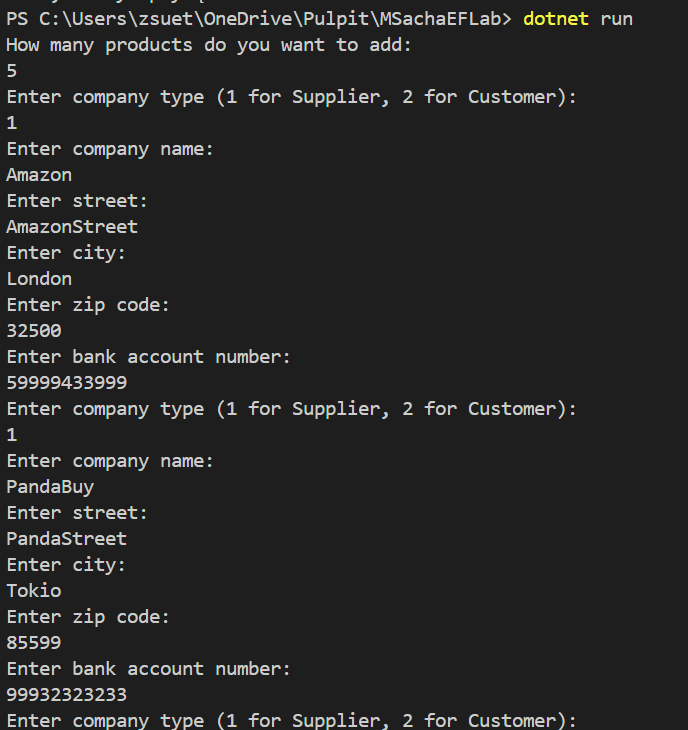 PS C:\Users\zsuet\OneDrive\Pulpit\MSachaEFLab> dotnet run
How many products do you want to add:
5
Enter company type (1 for Supplier, 2 for Customer):
1
Enter company name:
Amazon
Enter street:
AmazonStreet
Enter city:
London
Enter zip code:
32500
Enter bank account number:
59999433999
Enter company type (1 for Supplier, 2 for Customer):
1
Enter company name:
PandaBuy
Enter street:
PandaStreet
Enter city:
Tokio
Enter zip code:
85599
Enter bank account number:
99932323233
Enter company type (1 for Supplier, 2 for Customer):